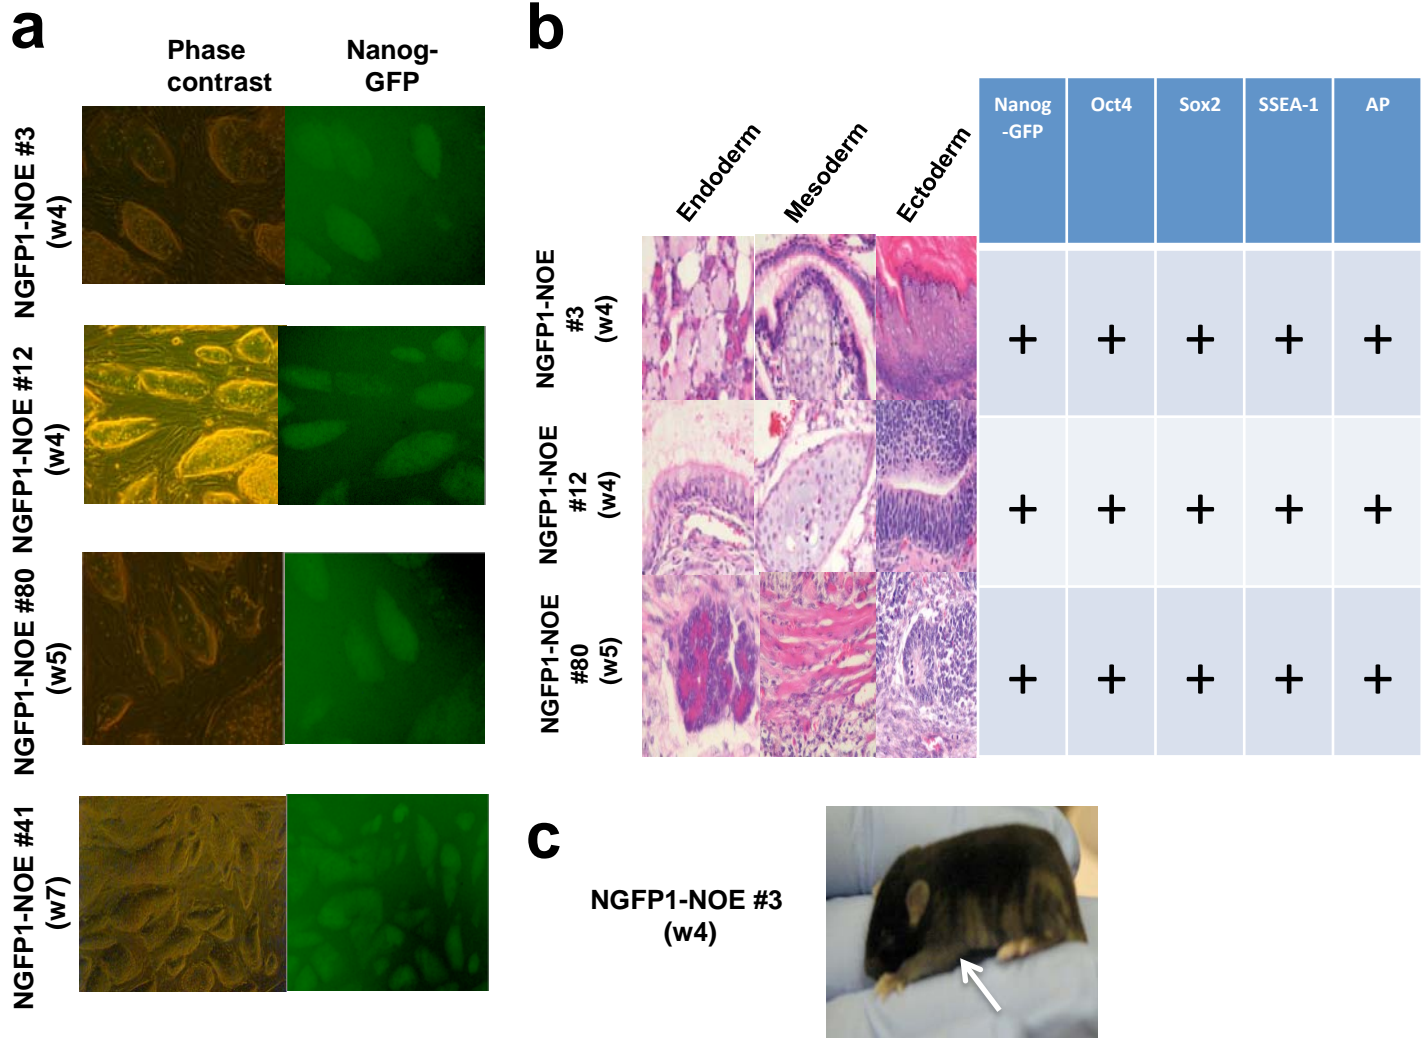 a
Phase
contrast
Nanog-
GFP
NGFP1-NOE #3
(w4)
NGFP1-NOE #12
(w4)
NGFP1-NOE #80
(w5)
NGFP1-NOE #41
(w7)
b
Endoderm
Mesoderm
Ectoderm
Nanog
-GFP
Oct4
Sox2
SSEA-1
AP
NGFP1-NOE
#3
(w4)
+ + + + +
NGFP1-NOE
#12
(w4)
+ + + + +
NGFP1-NOE
#80
(w5)
+ + + + +
c
NGFP1-NOE #3
(w4)